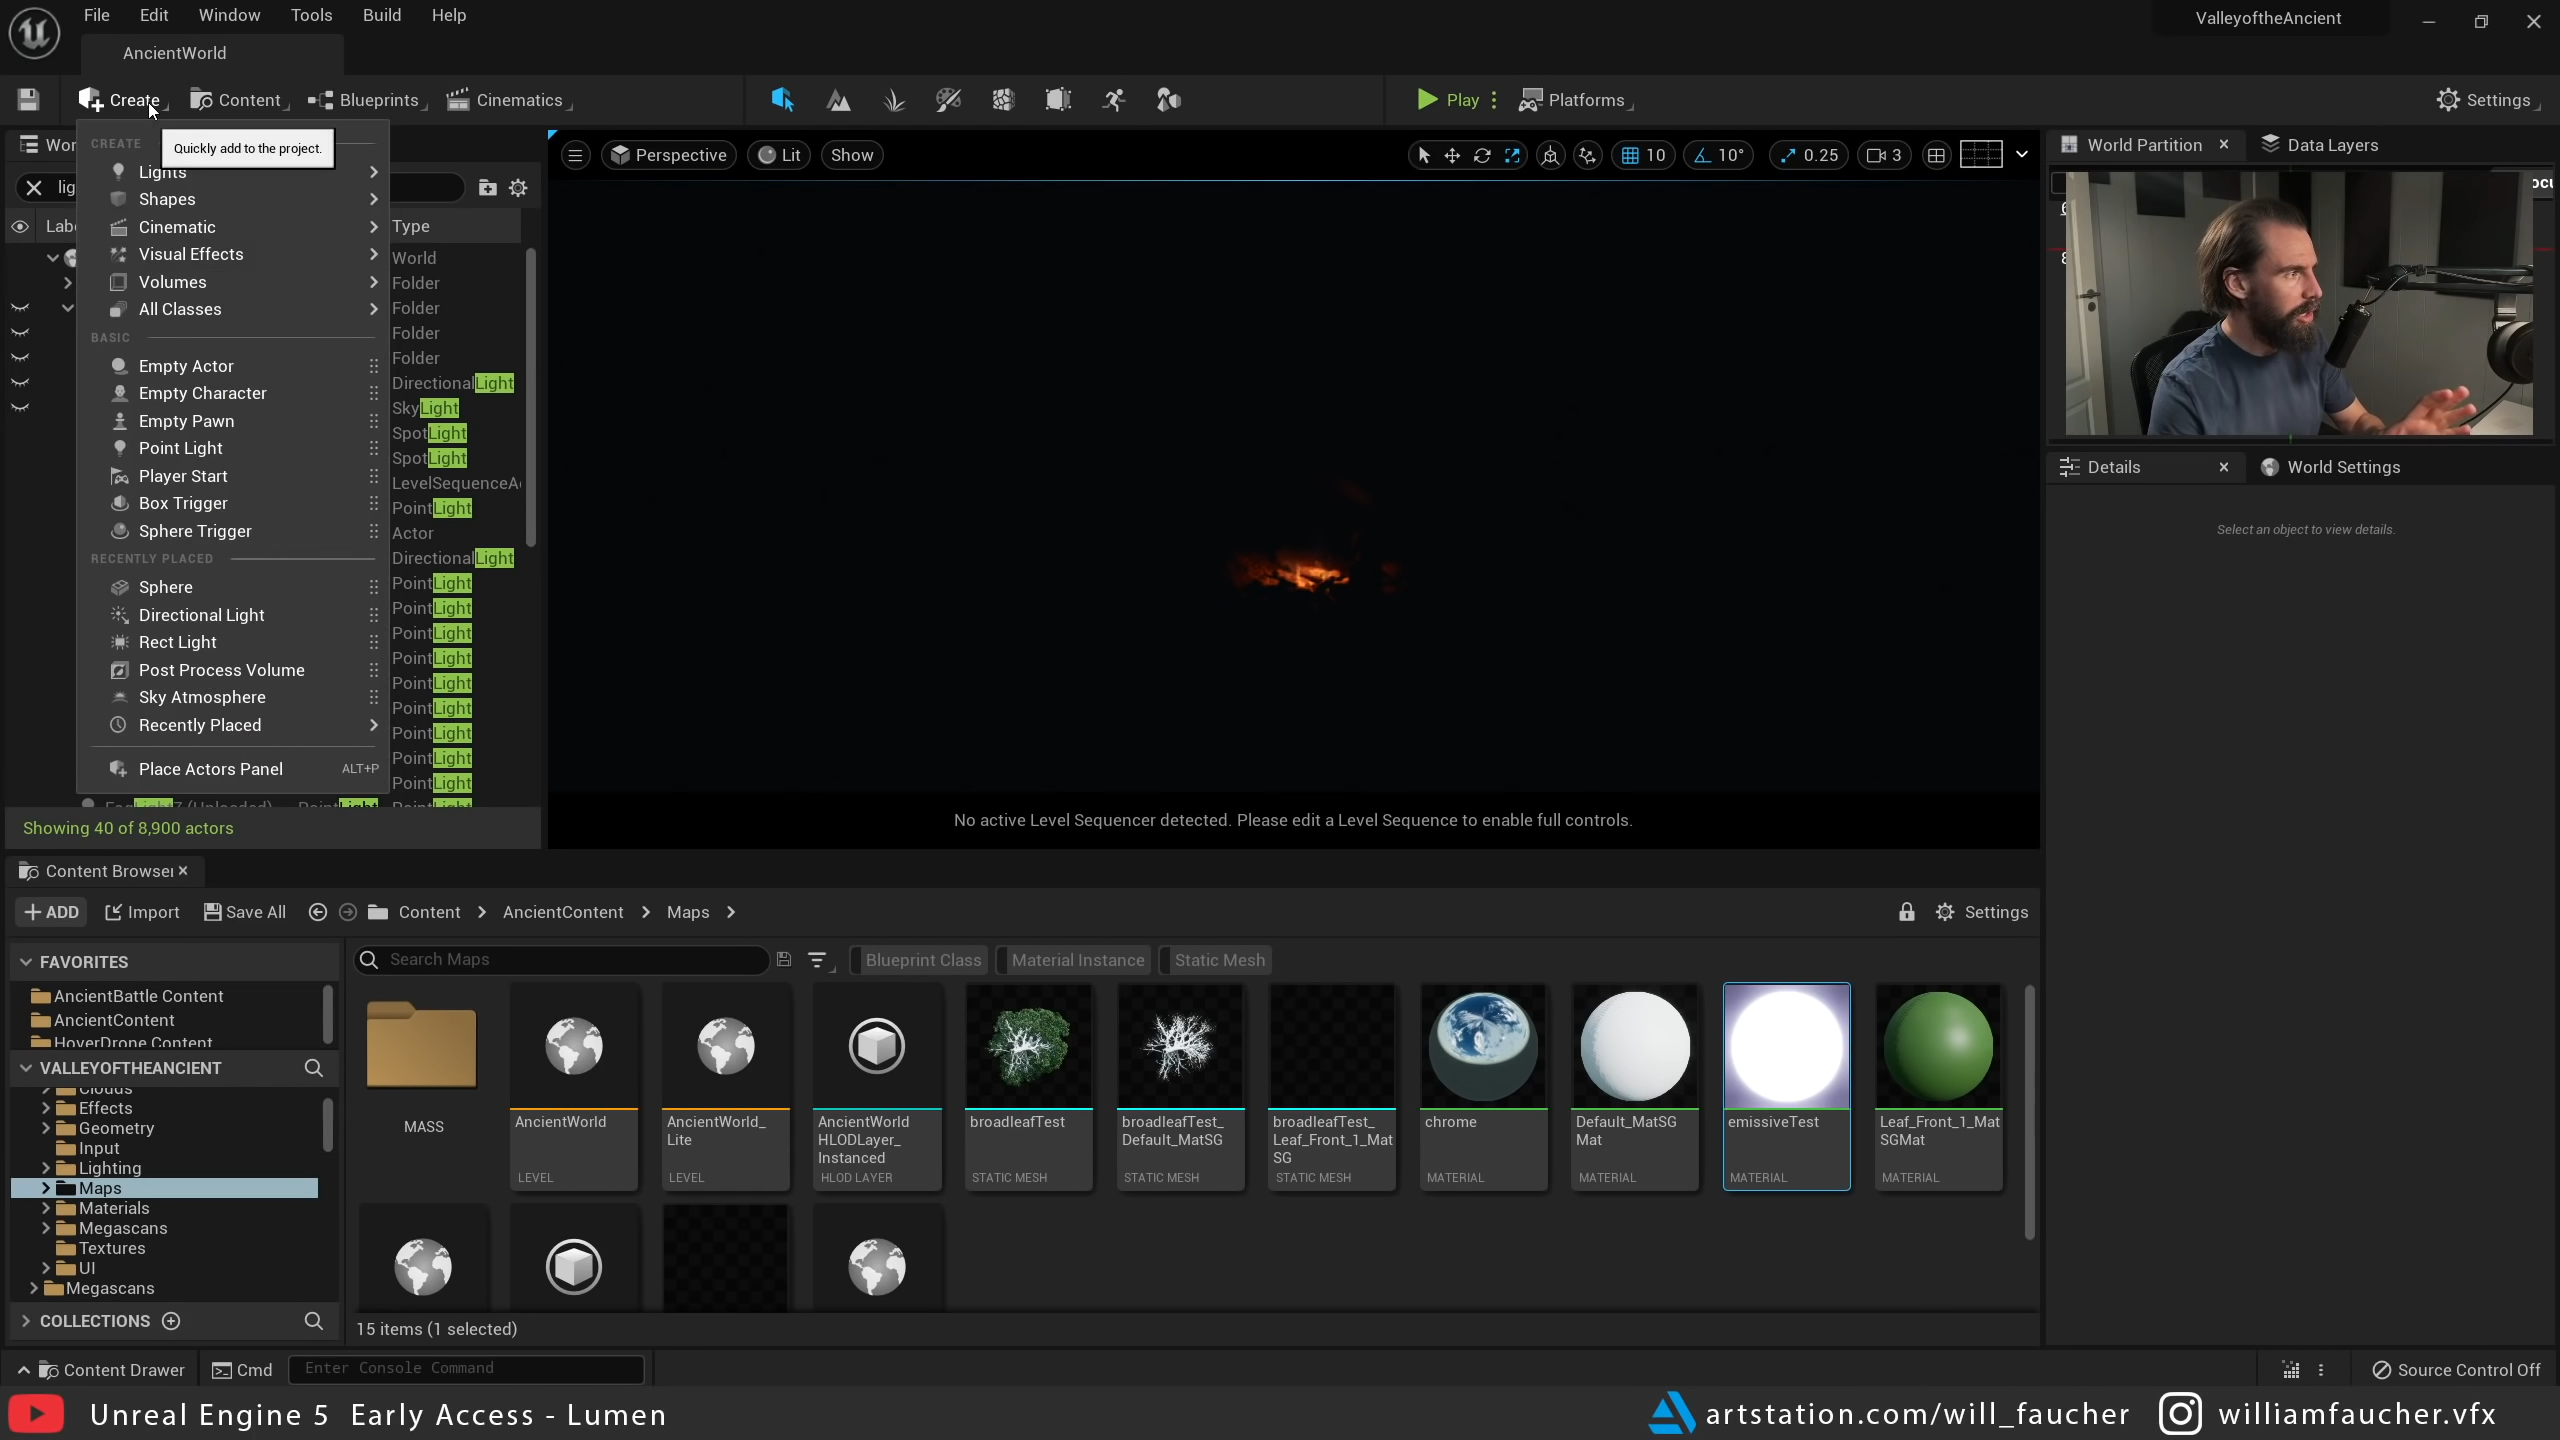 File Edit Window Tools Build Help
ValleyoftheAncient
AncientWorld
Create Content Blueprints Cinematics
Play Platforms
Settings
CREATE
Quickly add to the project.
Lights
Shapes
Cinematic
Visual Effects
Volumes
All Classes
BASIC
Empty Actor
Empty Character
Empty Pawn
Point Light
Player Start
Box Trigger
Sphere Trigger
RECENTLY PLACED
Sphere
Directional Light
Rect Light
Post Process Volume
Sky Atmosphere
Recently Placed
Place Actors Panel ALT+P
Type
World
Folder
Folder
Folder
Folder
DirectionalLight
SkyLight
SpotLight
SpotLight
LevelSequenceA
PointLight
Actor
DirectionalLight
PointLight
PointLight
PointLight
PointLight
PointLight
PointLight
PointLight
PointLight
PointLight
Showing 40 of 8,900 actors
Perspective Lit Show
10 10° 0.25 3
No active Level Sequencer detected. Please edit a Level Sequence to enable full controls.
World Partition Data Layers
Details World Settings
Select an object to view details.
Content Browser
ADD Import Save All Content AncientContent Maps
Settings
FAVORITES
AncientBattle Content
AncientContent
HoverDrone Content
VALLEYOFTHEANCIENT
Clouds
Effects
Geometry
Input
Lighting
Maps
Materials
Megascans
Textures
UI
Megascans
COLLECTIONS
Search Maps
Blueprint Class Material Instance Static Mesh
MASS
AncientWorld
LEVEL
AncientWorld_
Lite
LEVEL
AncientWorld
HLODLayer_
Instanced
HLOD LAYER
broadleafTest
STATIC MESH
broadleafTest_
Default_MatSG
STATIC MESH
broadleafTest_
Leaf_Front_1_Mat
SG
STATIC MESH
chrome
MATERIAL
Default_MatSG
Mat
MATERIAL
emissiveTest
MATERIAL
Leaf_Front_1_Mat
SGMat
MATERIAL
15 items (1 selected)
Content Drawer Cmd Enter Console Command
Source Control Off
Unreal Engine 5 Early Access - Lumen
artstation.com/will_faucher
williamfaucher.vfx